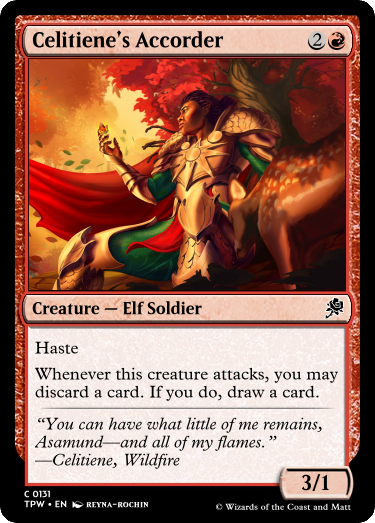 Celitiene's Accorder 2
Creature — Elf Soldier
Haste
Whenever this creature attacks, you may
discard a card. If you do, draw a card.
“You can have what little of me remains,
Asamund—and all of my flames.”
—Celitiene, Wildfire
3/1
C 0131
TPW • EN REYNA-ROCHIN
© Wizards of the Coast and Matt